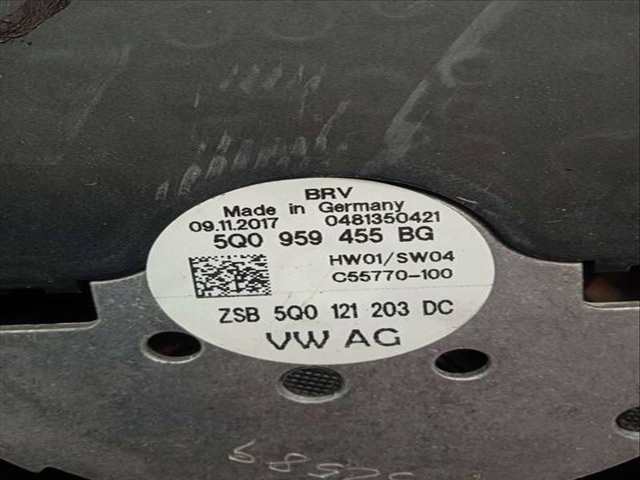 BRV
Made in Germany
09.11.2017 0481350421
5Q0 959 455 BG
HW01/SW04
C55770-100
ZSB 5Q0 121 203 DC
VW AG